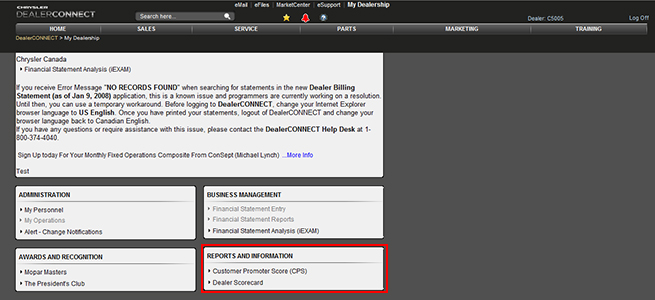 CHRYSLER
DEALERCONNECT
Search here...
eMail | eFiles | MarketCenter | eSupport | My Dealership
Dealer: C5005
Log Off
HOME SALES SERVICE PARTS MARKETING TRAINING
DealerCONNECT > My Dealership
Chrysler Canada
Financial Statement Analysis (iEXAM)
If you receive Error Message "NO RECORDS FOUND" when searching for statements in the new Dealer Billing
Statement (as of Jan 9, 2008) application, this is a known issue and programmers are currently working on a resolution.
Until then, you can use a temporary workaround. Before logging to DealerCONNECT, change your Internet Explorer
browser language to US English. Once you have printed your statements, logout of DealerCONNECT and change your
browser language back to Canadian English.
If you have any questions or require assistance with this issue, please contact the DealerCONNECT Help Desk at 1-
800-374-4040.
Sign Up today For Your Monthly Fixed Operations Composite From ConSept (Michael Lynch) ...More Info
Test
ADMINISTRATION
My Personnel
My Operations
Alert - Change Notifications
BUSINESS MANAGEMENT
Financial Statement Entry
Financial Statement Reports
Financial Statement Analysis (iEXAM)
AWARDS AND RECOGNITION
Mopar Masters
The President's Club
REPORTS AND INFORMATION
Customer Promoter Score (CPS)
Dealer Scorecard